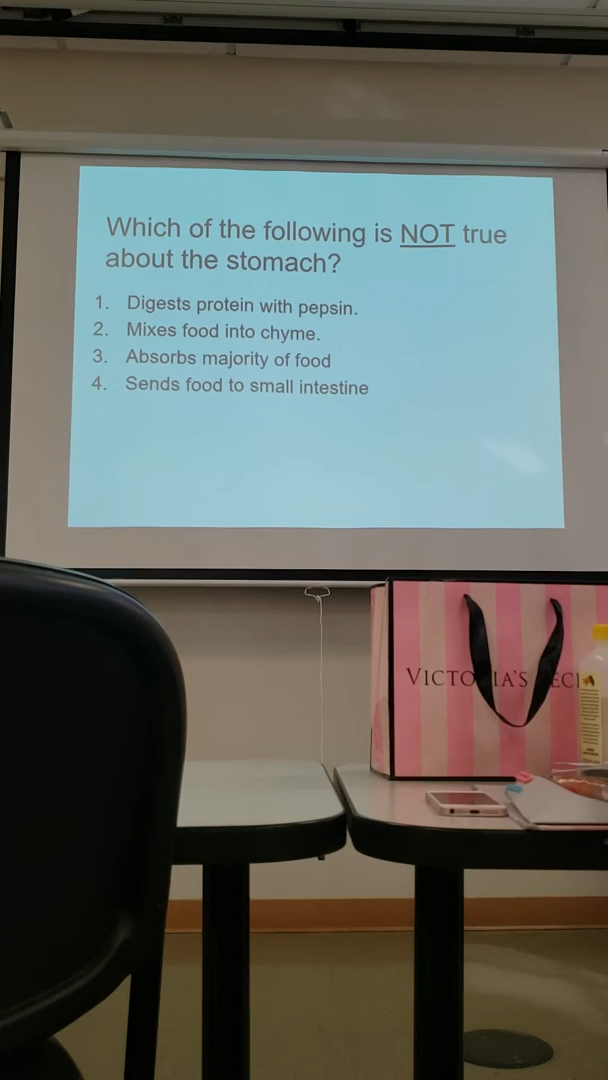 Which of the following is NOT true
about the stomach?
1. Digests protein with pepsin.
2. Mixes food into chyme.
3. Absorbs majority of food
4. Sends food to small intestine